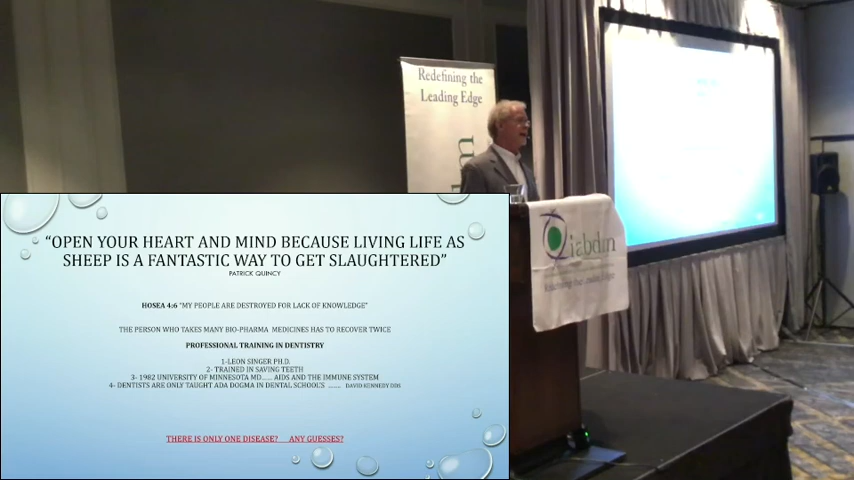 Redefining the
Leading Edge
iabdm
Redefining the Leading Edge
“OPEN YOUR HEART AND MIND BECAUSE LIVING LIFE AS
SHEEP IS A FANTASTIC WAY TO GET SLAUGHTERED”
PATRICK QUINCY
HOSEA 4:6 “MY PEOPLE ARE DESTROYED FOR LACK OF KNOWLEDGE”
THE PERSON WHO TAKES MANY BIO-PHARMA MEDICINES HAS TO RECOVER TWICE
PROFESSIONAL TRAINING IN DENTISTRY
1-LEON SINGER PH.D.
2- TRAINED IN SAVING TEETH
3- 1982 UNIVERSITY OF MINNESOTA MD...... AIDS AND THE IMMUNE SYSTEM
4- DENTISTS ARE ONLY TAUGHT ADA DOGMA IN DENTAL SCHOOLS ....... DAVID KENNEDY DDS
THERE IS ONLY ONE DISEASE? ANY GUESSES?